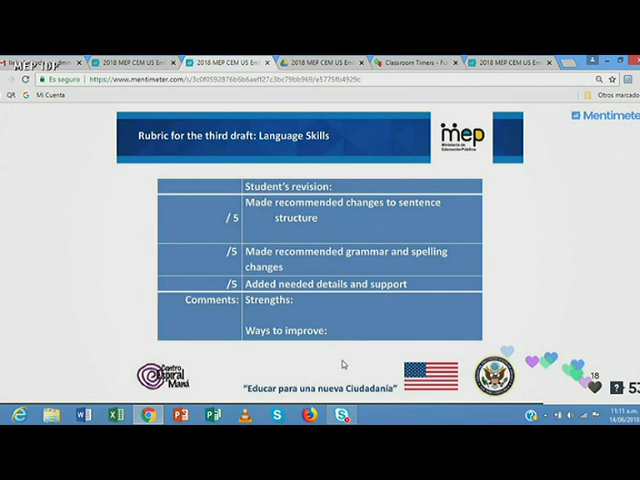 MEP IDP
2018 MEP CEM US Em
2018 MEP CEM US Em
2018 MEP CEM US Em
Classroom Timers - Fu
2018 MEP CEM US Em
Es seguro
https://www.mentimeter.com/s/3c0f0592876b6b6aeff27c3bc79bb969/e5775fb4929c
QR
Mi Cuenta
Otros marcado
Mentimeter
Rubric for the third draft: Language Skills
mep
Ministerio de
Educación Pública
Student's revision:
/ 5
Made recommended changes to sentence
structure
/5
Made recommended grammar and spelling
changes
/5
Added needed details and support
Comments:
Strengths:
Ways to improve:
Centro
Espiral
Maná
"Educar para una nueva Ciudadanía"
18
53
11:11 a.m.
14/06/2018